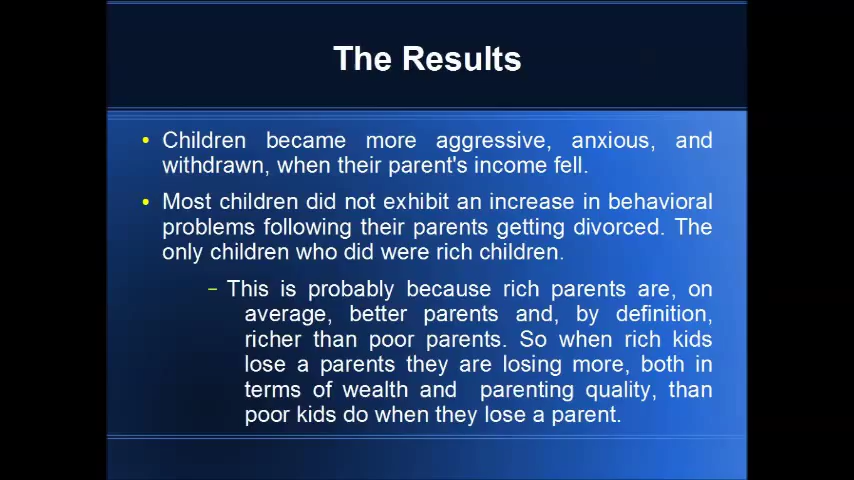 The Results
• Children became more aggressive, anxious, and
withdrawn, when their parent's income fell.
• Most children did not exhibit an increase in behavioral
problems following their parents getting divorced. The
only children who did were rich children.
– This is probably because rich parents are, on
average, better parents and, by definition,
richer than poor parents. So when rich kids
lose a parents they are losing more, both in
terms of wealth and parenting quality, than
poor kids do when they lose a parent.